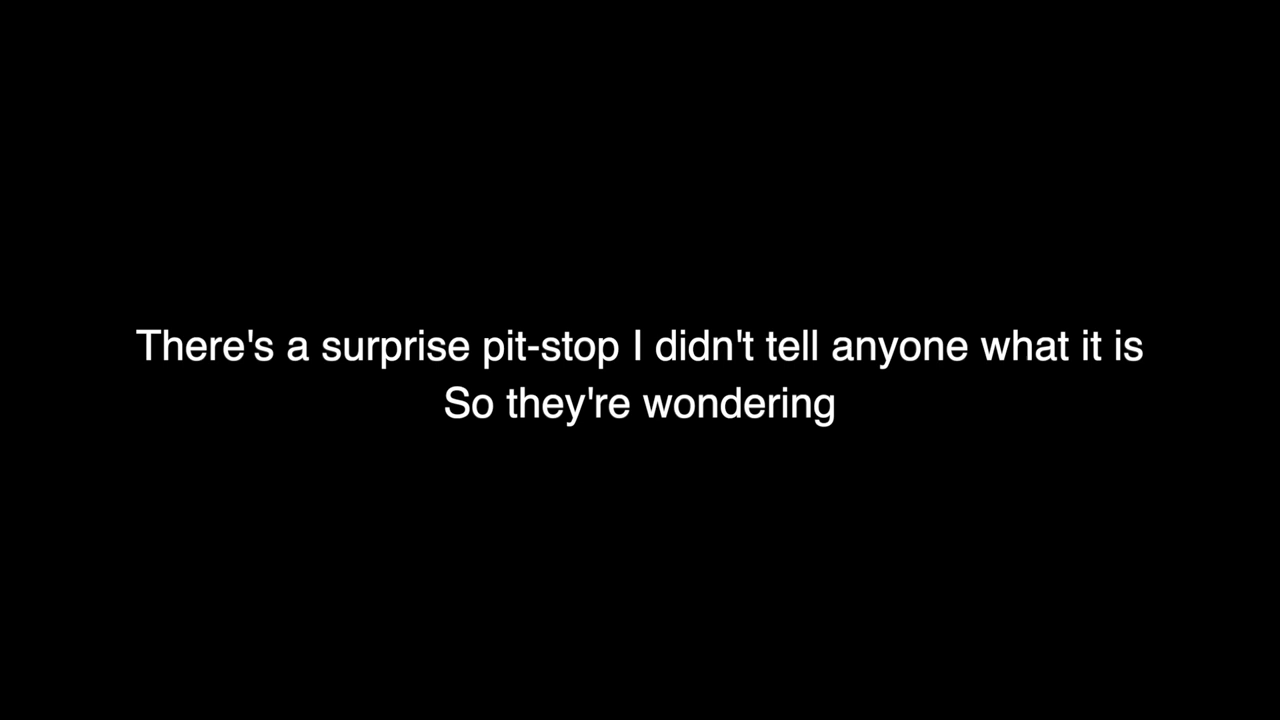 There's a surprise pit-stop I didn't tell anyone what it is
So they're wondering